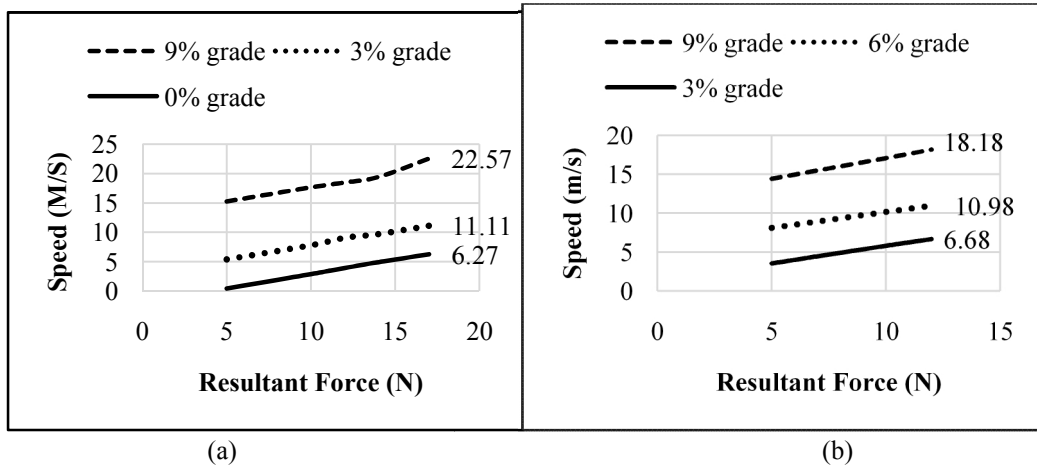 9% grade 3% grade
0% grade
Speed (M/S)
25
20
15
10
5
0
22.57
11.11
6.27
0 5 10 15 20
Resultant Force (N)
(a)
9% grade 6% grade
3% grade
Speed (m/s)
20
15
10
5
0
18.18
10.98
6.68
0 5 10 15
Resultant Force (N)
(b)